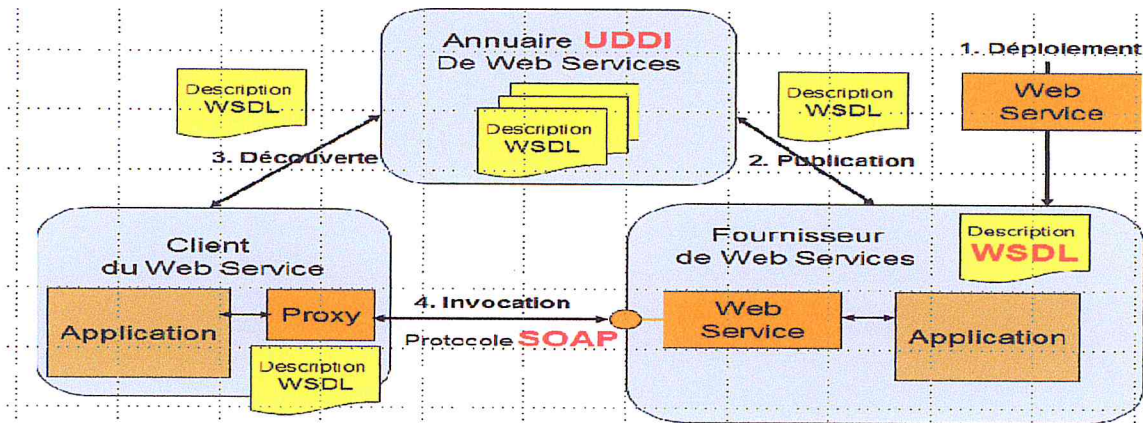 Annuaire UDDI
De Web Services
Description
WSDL
1. Déploiement
Web
Service
Description
WSDL
Description
WSDL
3. Découverte
2. Publication
Client
du Web Service
Application
Proxy
Description
WSDL
4. Invocation
Protocole SOAP
Fournisseur
de Web Services
Description
WSDL
Web
Service
Application